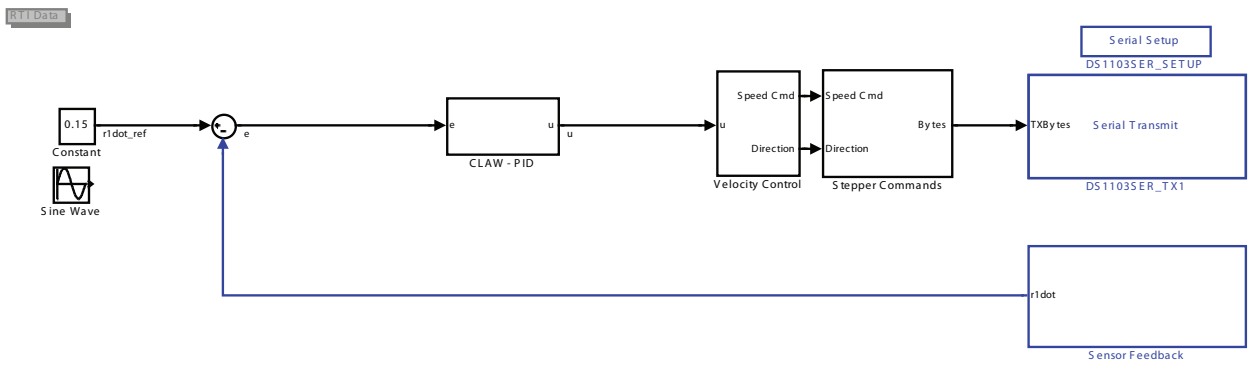 RTI Data
Serial Setup
DS1103SER_SETUP
0.15
r1dot_ref
Constant
+
-
e
e
u
u
CLAW - PID
u
Speed Cmd
Direction
Velocity Control
Speed Cmd
Direction
Bytes
Stepper Commands
TXBytes
Serial Transmit
DS1103SER_TX1
Sine Wave
r1dot
Sensor Feedback